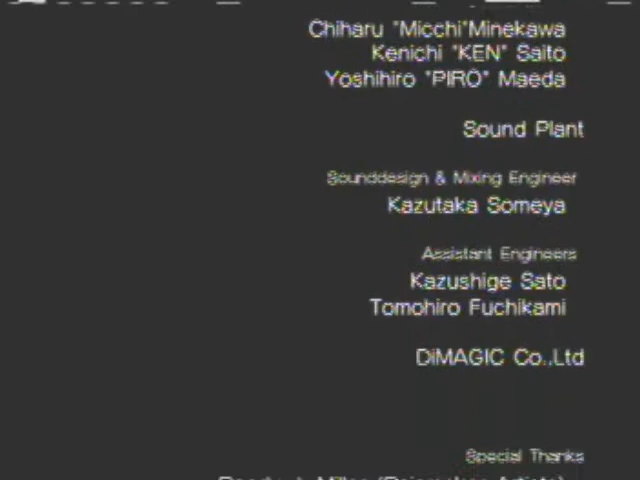 Chiharu "Micchi"Minekawa
Kenichi "KEN" Saito
Yoshihiro "PIRO" Maeda
Sound Plant
Sounddesign & Mixing Engineer
Kazutaka Someya
Assistant Engineers
Kazushige Sato
Tomohiro Fuchikami
DiMAGIC Co.,Ltd
Special Thanks